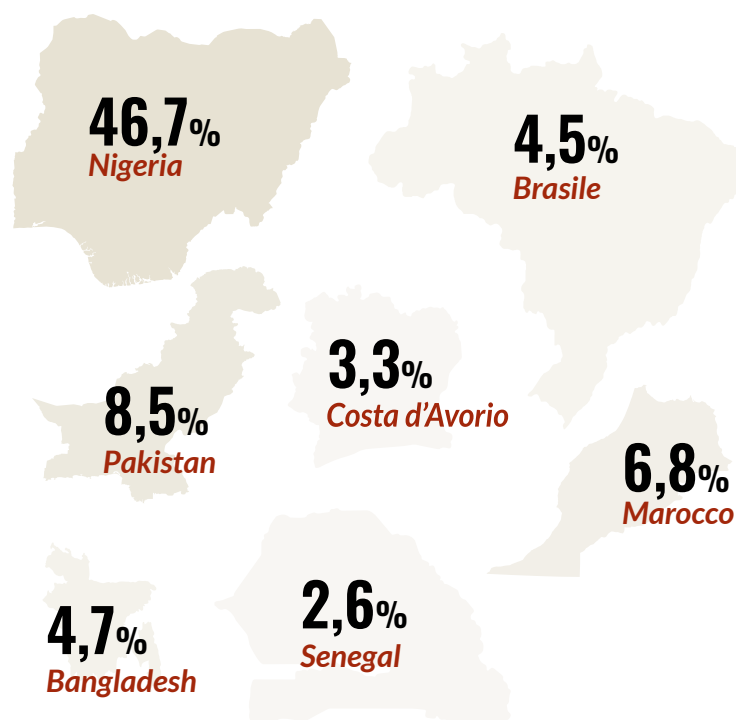 46,7%
Nigeria
4,5%
Brasile
8,5%
Pakistan
3,3%
Costa d’Avorio
6,8%
Marocco
4,7%
Bangladesh
2,6%
Senegal